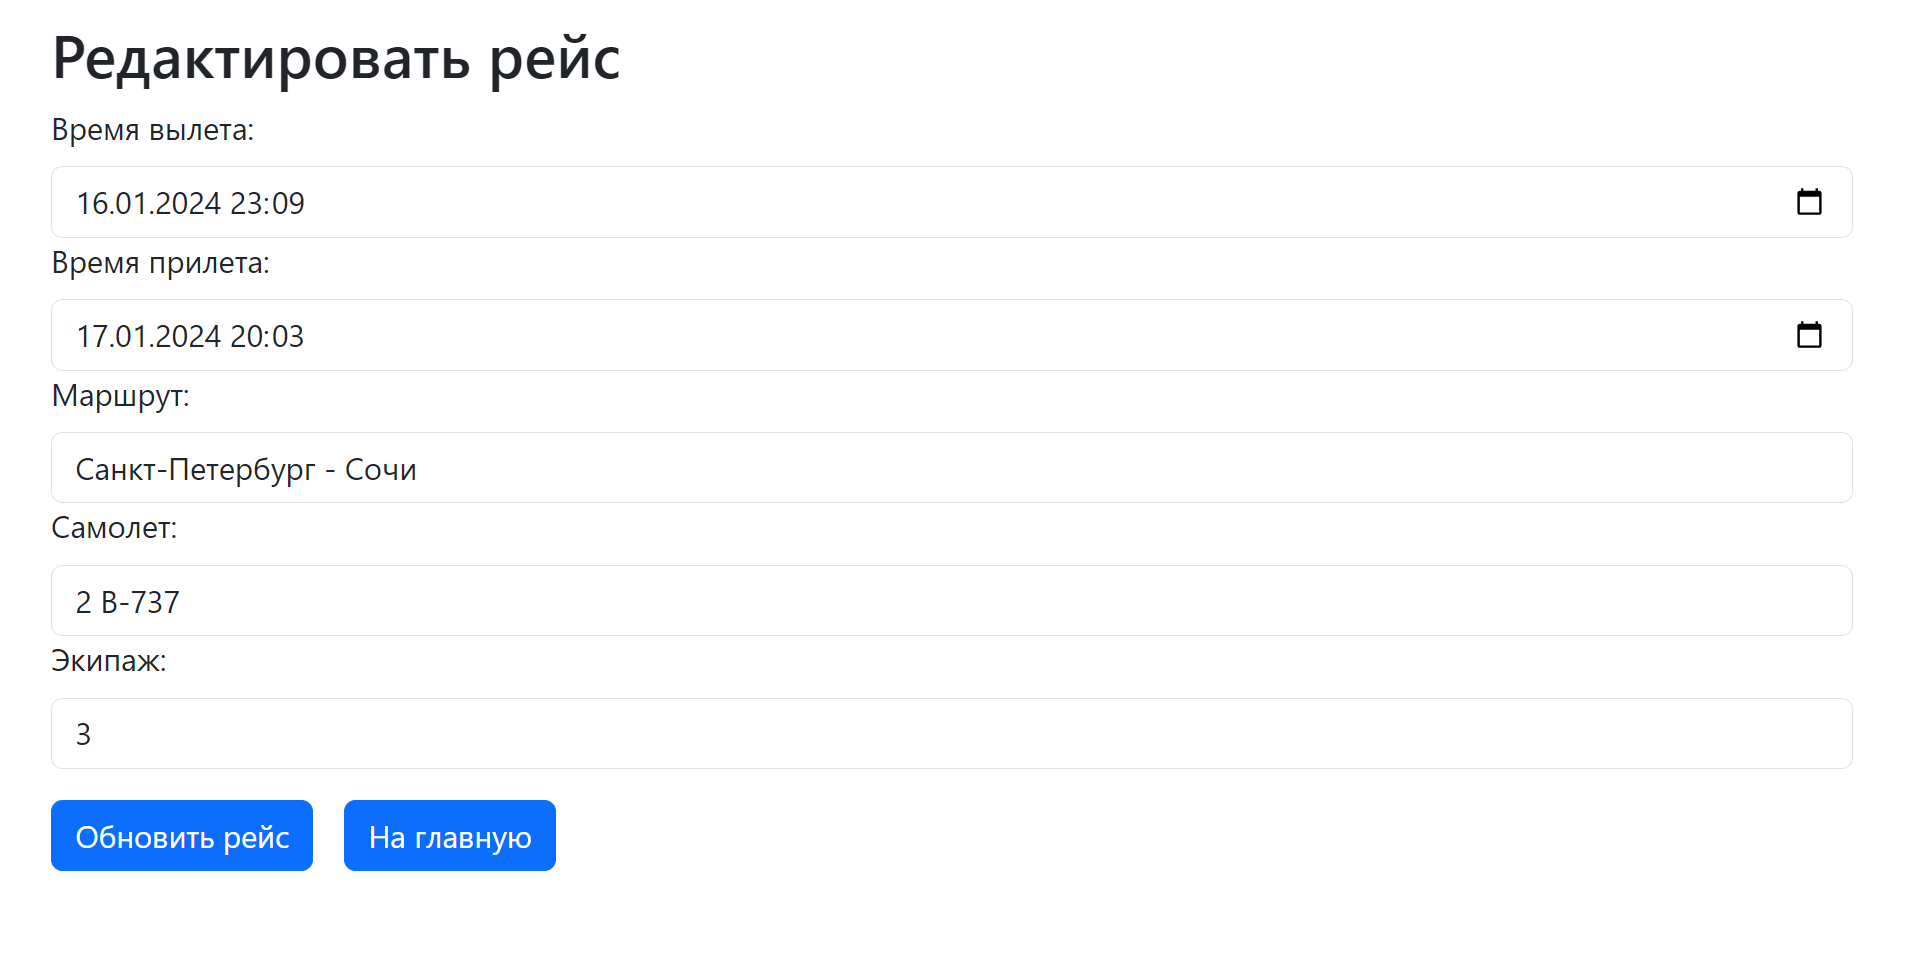 Редактировать рейс
Время вылета:
16.01.2024 23:09
Время прилета:
17.01.2024 20:03
Маршрут:
Санкт-Петербург - Сочи
Самолет:
2 B-737
Экипаж:
3
Обновить рейс На главную